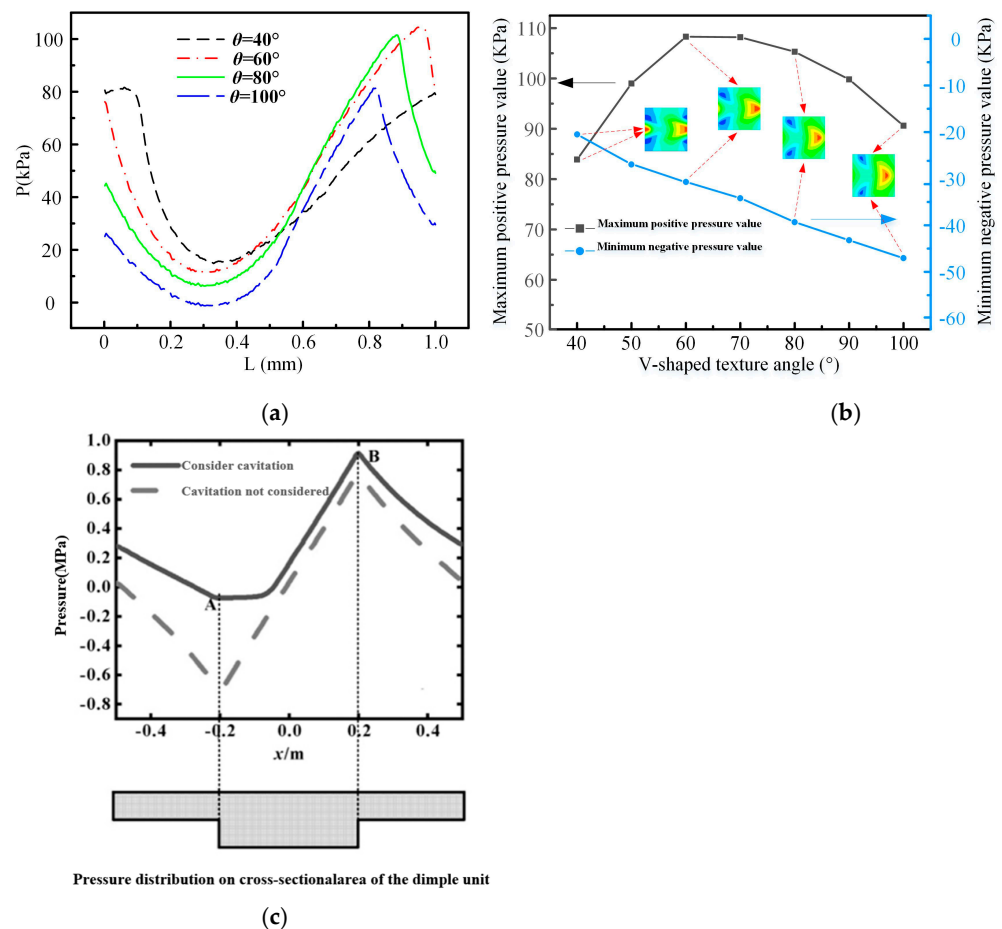 (a)
P(kPa)
100
80
60
40
20
0
θ=40°
θ=60°
θ=80°
θ=100°
0 0.2 0.4 0.6 0.8 1.0
L (mm)
(a)
(b)
Maximum positive pressure value (KPa)
110
100
90
80
70
60
50
Maximum positive pressure value
Minimum negative pressure value
40 50 60 70 80 90 100
V-shaped texture angle (°)
0
-10
-20
-30
-40
-50
-60
Minimum negative pressure value (KPa)
(b)
Pressure(MPa)
1.0
0.8
0.6
0.4
0.2
0.0
-0.2
-0.4
-0.6
-0.8
Consider cavitation
Cavitation not considered
A
B
-0.4 -0.2 0.0 0.2 0.4
x/m
Pressure distribution on cross-sectionalarea of the dimple unit
(c)